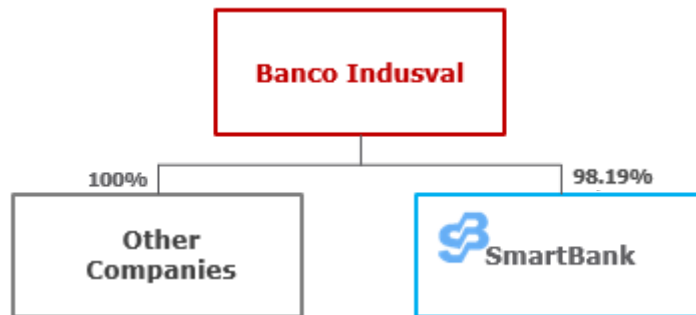 Banco Indusval
100%
98.19%
Other
Companies
SmartBank